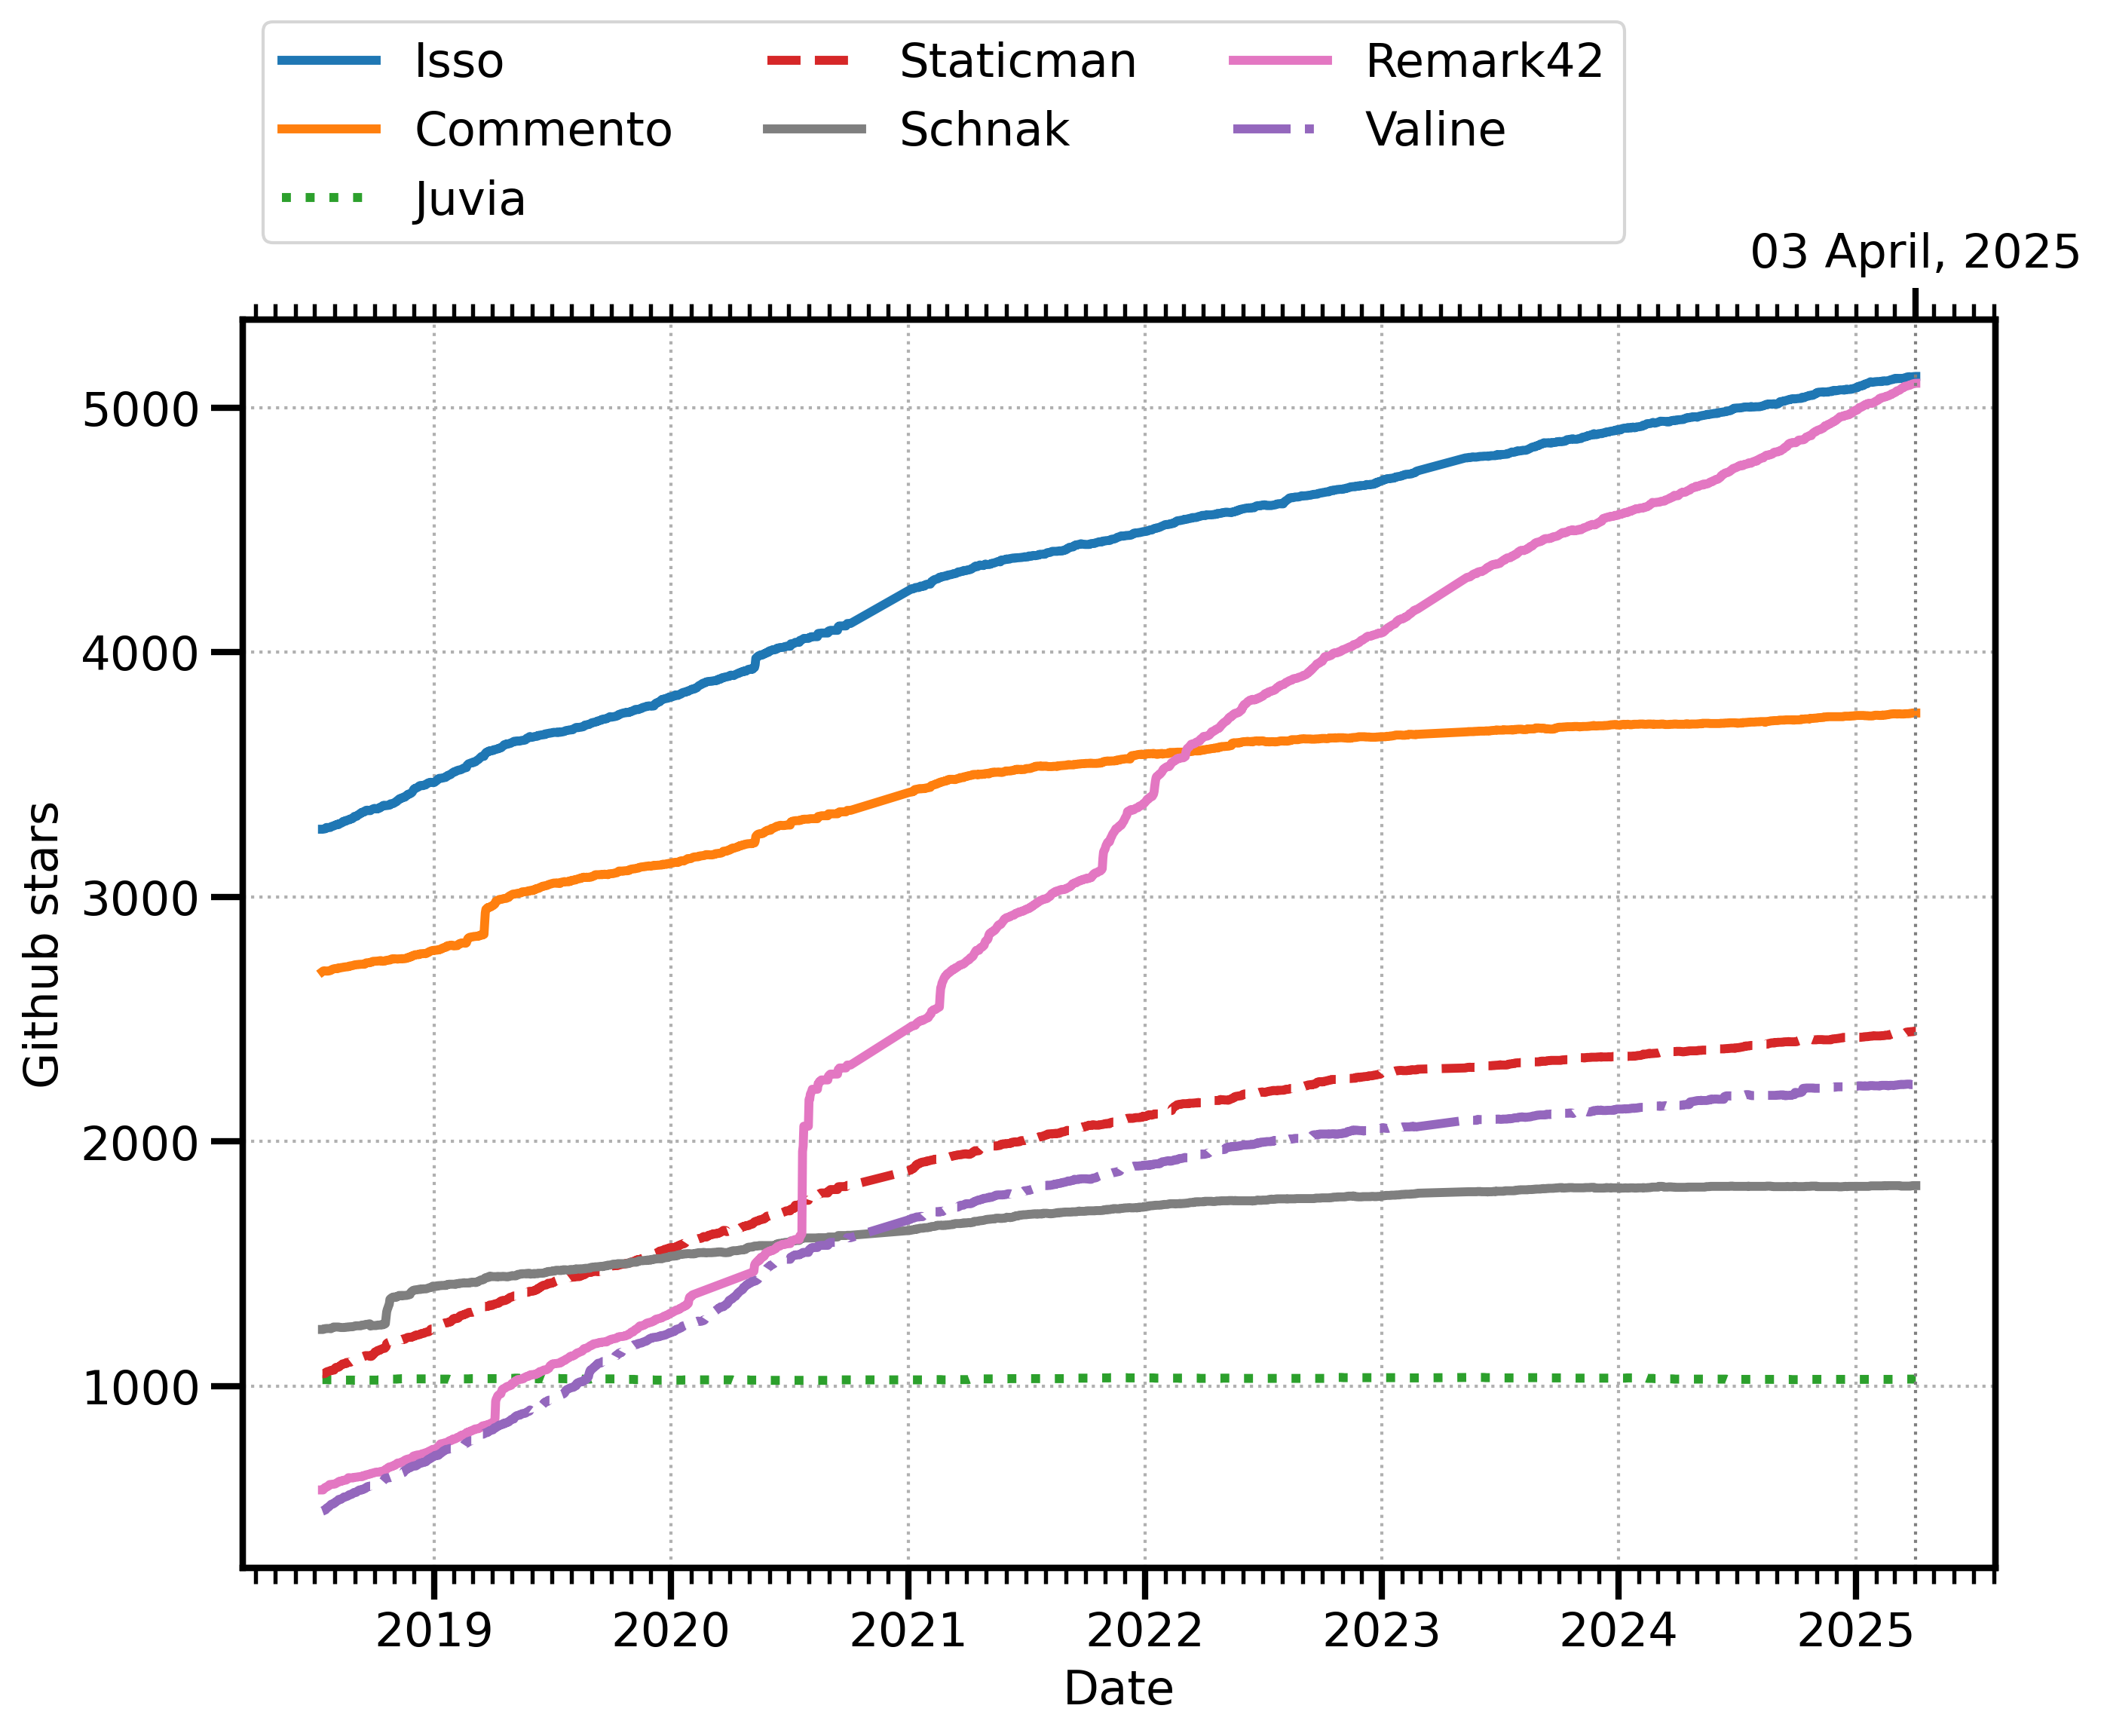 Isso
Commento
Juvia
Staticman
Schnak
Remark42
Valine
03 April, 2025
5000
4000
3000
2000
1000
Github stars
2019
2020
2021
2022
2023
2024
2025
Date